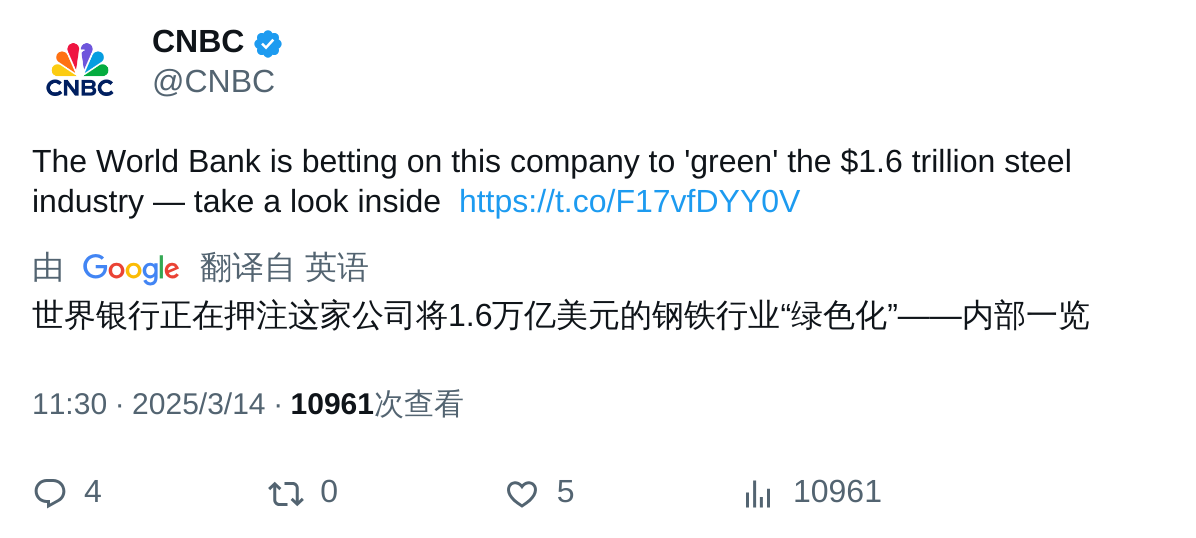 CNBC
CNBC
@CNBC
The World Bank is betting on this company to 'green' the $1.6 trillion steel
industry — take a look inside https://t.co/F17vfDYY0V
由 Google 翻译自 英语
世界银行正在押注这家公司将1.6万亿美元的钢铁行业“绿色化”——内部一览
11:30 · 2025/3/14 · 10961次查看
4 0 5 10961